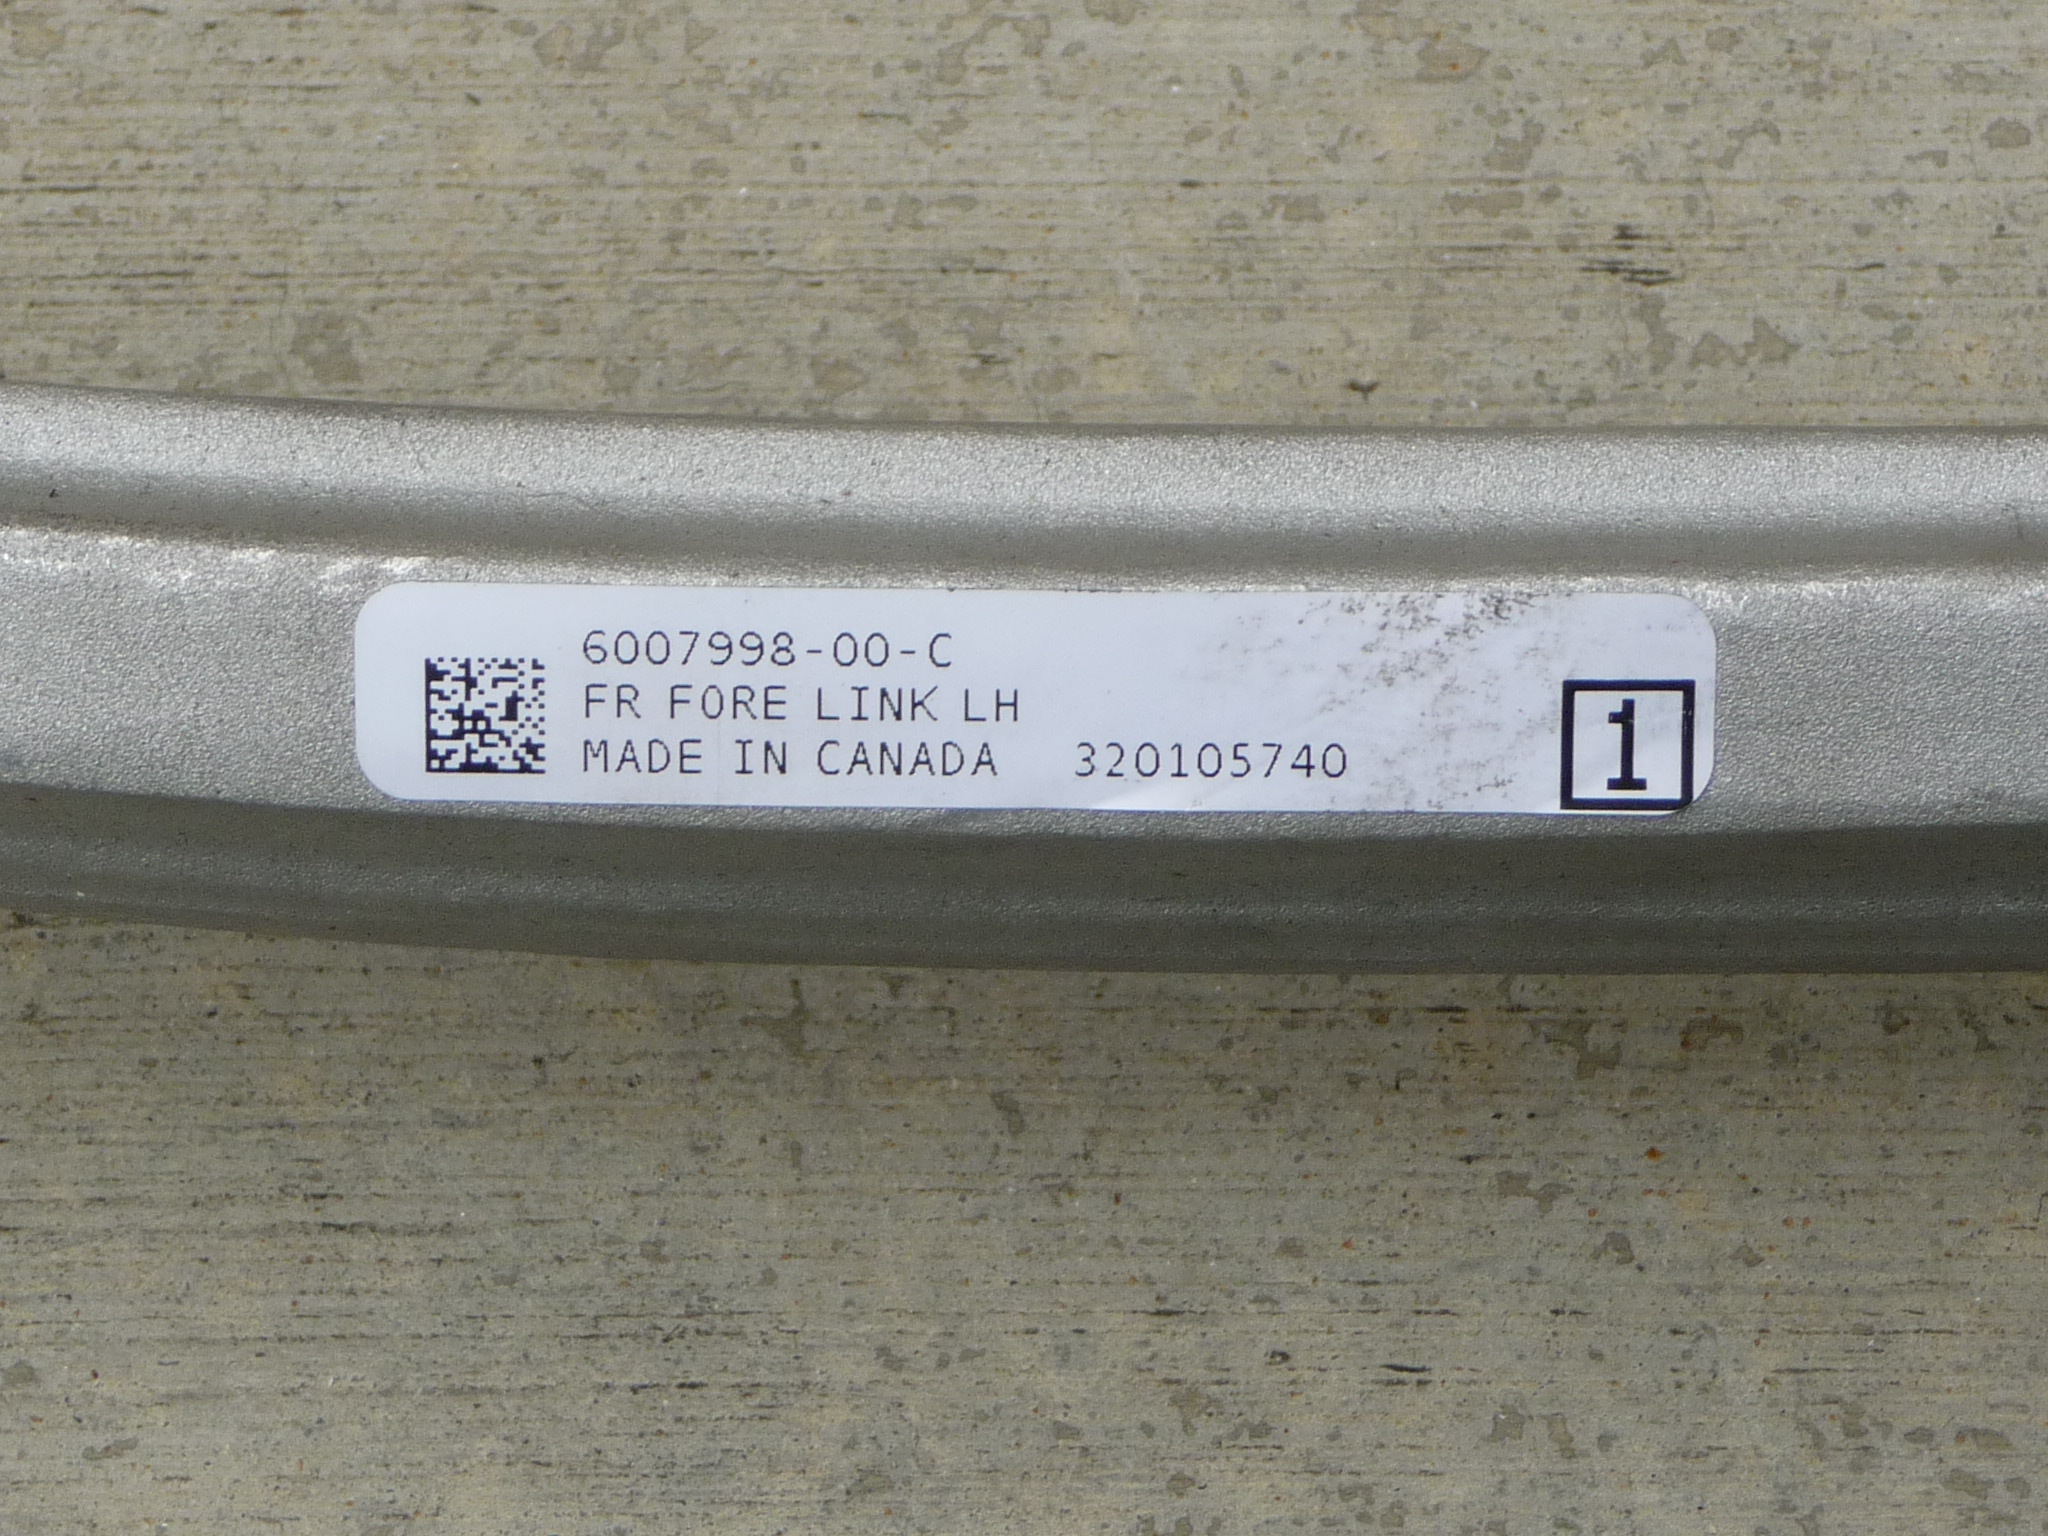 6007998-00-C
FR FORE LINK LH
MADE IN CANADA 320105740
1